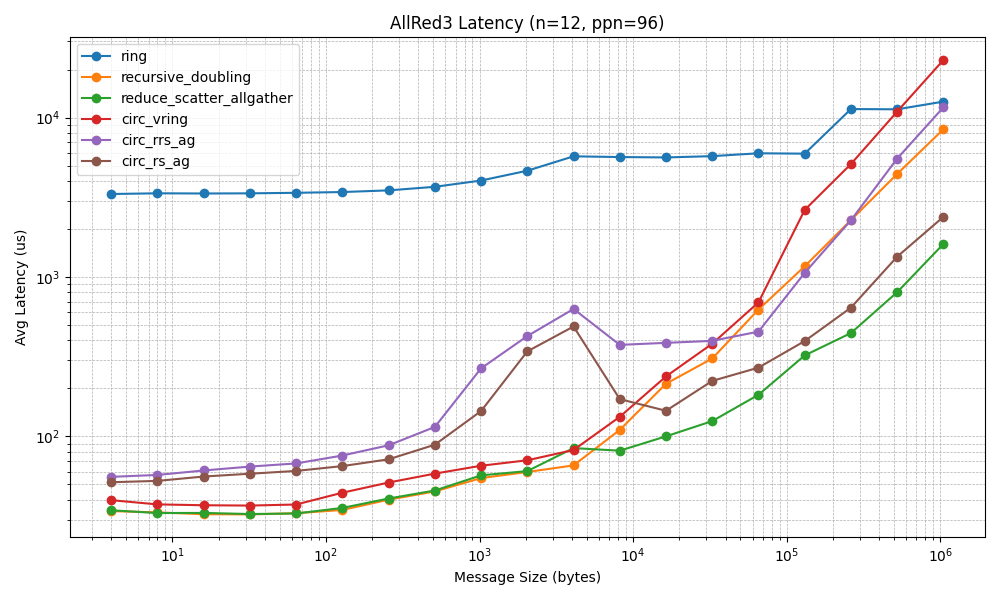 AllRed3 Latency (n=12, ppn=96)
ring
recursive_doubling
reduce_scatter_allgather
circ_vring
circ_rrs_ag
circ_rs_ag
Avg Latency (us)
10⁴
10³
10²
10¹ 10² 10³ 10⁴ 10⁵ 10⁶
Message Size (bytes)